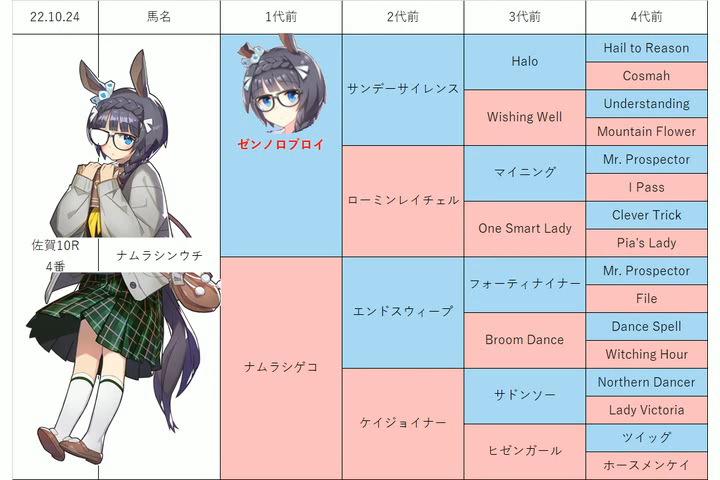 22.10.24
馬名
1代前
2代前
3代前
4代前
佐賀10R
4番
ナムラシンウチ
ゼンノロブロイ
ナムラシゲコ
サンデーサイレンス
ローミンレイチェル
エンドスウィープ
ケイジョイナー
Halo
Wishing Well
マイニング
One Smart Lady
フォーティナイナー
Broom Dance
サドンソー
ヒゼンガール
Hail to Reason
Cosmah
Understanding
Mountain Flower
Mr. Prospector
I Pass
Clever Trick
Pia's Lady
Mr. Prospector
File
Dance Spell
Witching Hour
Northern Dancer
Lady Victoria
ツイッグ
ホースメンケイ